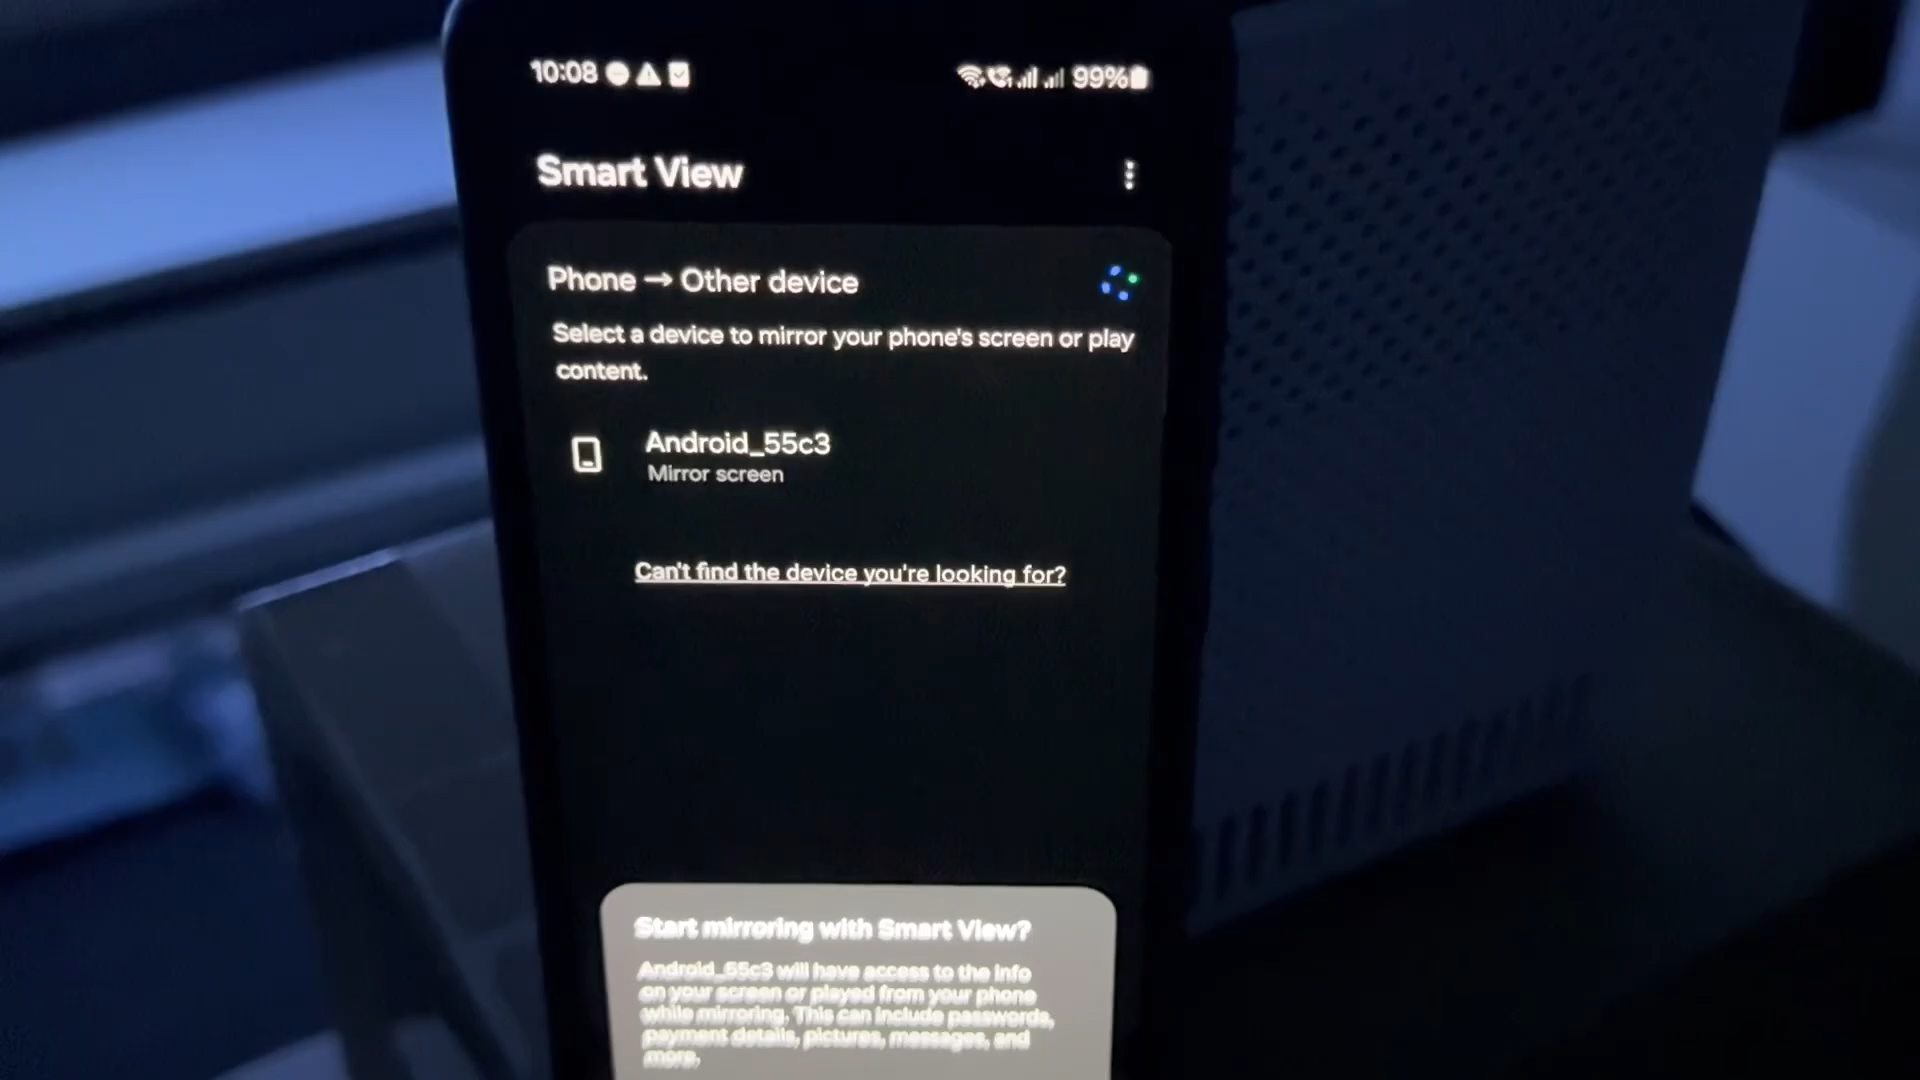 10:08 99%
Smart View
Phone → Other device
Select a device to mirror your phone's screen or play
content.
Android_55c3
Mirror screen
Can't find the device you're looking for?
Start mirroring with Smart View?
Android_55c3 will have access to the info
on your screen or played from your phone
while mirroring. This can include passwords,
payment details, pictures, messages, and
more.